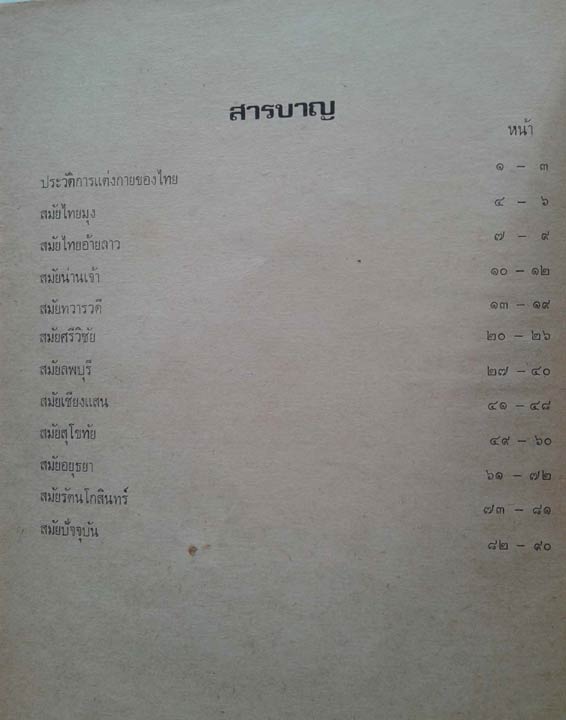 สารบาญ
หน้า
ประวัติการแต่งกายของไทย ๑ - ๓
สมัยไทยมุง ๔ - ๖
สมัยไทยอ้ายลาว ๗ - ๙
สมัยน่านเจ้า ๑๐ - ๑๒
สมัยทวารวดี ๑๓ - ๑๙
สมัยศรีวิชัย ๒๐ - ๒๖
สมัยลพบุรี ๒๗ - ๔๐
สมัยเชียงแสน ๔๑ - ๔๘
สมัยสุโขทัย ๔๙ - ๖๐
สมัยอยุธยา ๖๑ - ๗๒
สมัยรัตนโกสินทร์ ๗๓ - ๘๑
สมัยปัจจุบัน ๘๒ - ๙๐